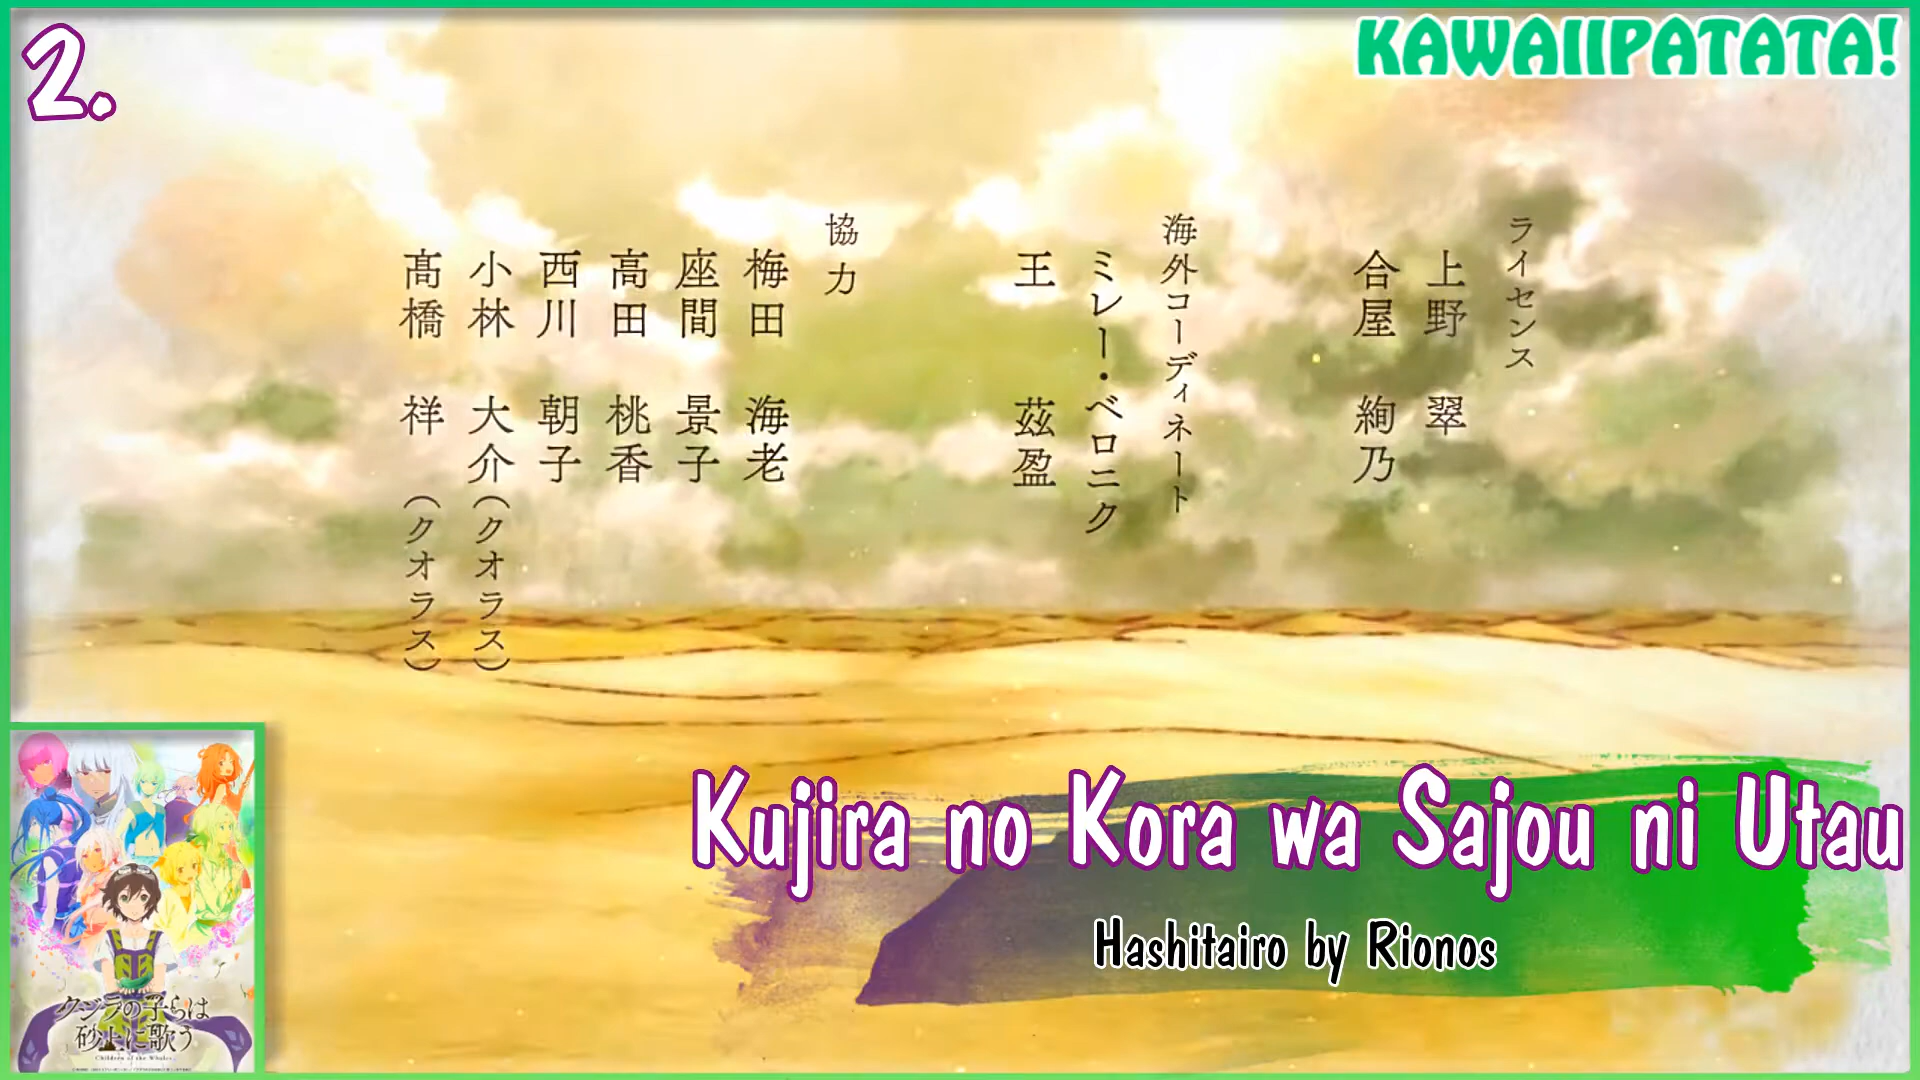 2.
KAWAIIPATATA!
ライセンス
上野 翠
合屋 絢乃
海外コーディネート
ミレー・ベロニク
王 茲盈
協力
梅田 海老
座間 景子
高田 桃香
西川 朝子
小林 大介(クオラス)
髙橋 祥(クオラス)
Kujira no Kora wa Sajou ni Utau
Hashitairo by Rionos
クジラの子らは
砂上に歌う
Children of the Whales